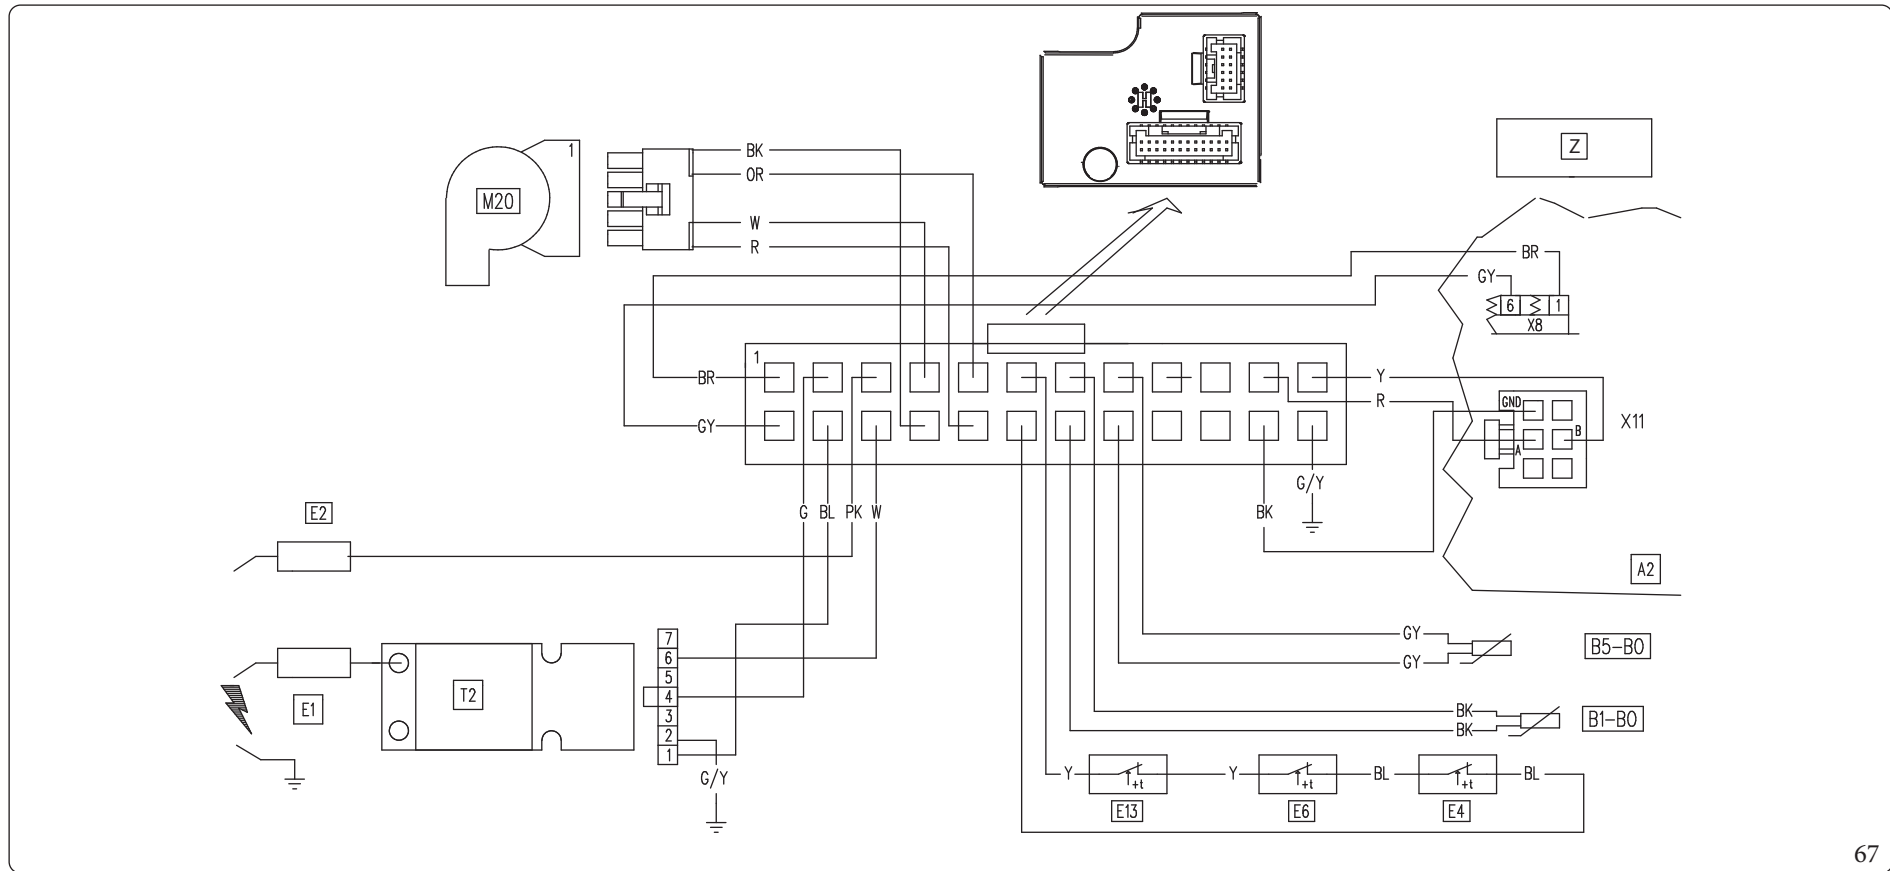 Z
1
BK
M20
OR
W
R
BR
GY
6
1
X8
1
BR
Y
R
GND
X11
B
A
GY
G/Y
G
BL
PK
W
BK
E2
A2
7
6
5
4
3
2
1
GY
GY
B5-B0
E1
T2
BK
BK
B1-B0
G/Y
Y
Y
BL
BL
+t
+t
+t
E13
E6
E4
67